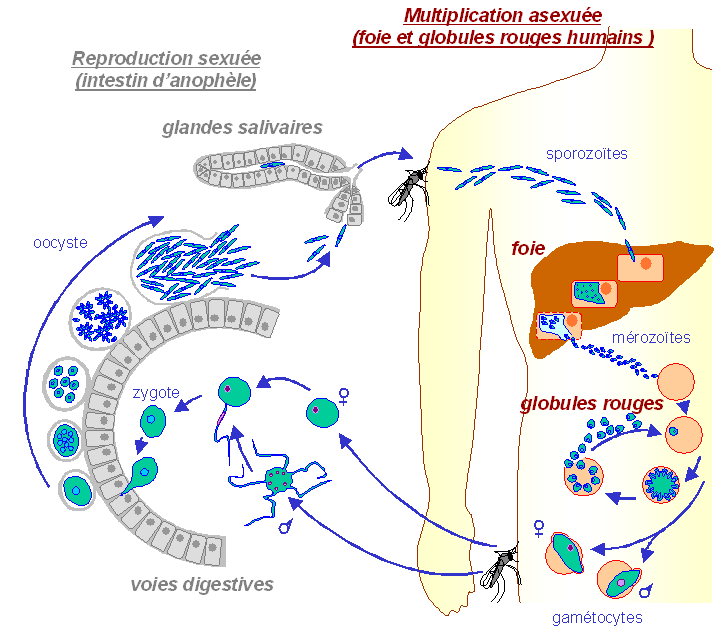 Multiplication asexuée
(foie et globules rouges humains )
Reproduction sexuée
(intestin d'anophèle)
glandes salivaires
sporozoïtes
oocyste
foie
mérozoïtes
zygote
♀
globules rouges
♂
♀
♂
voies digestives
gamétocytes